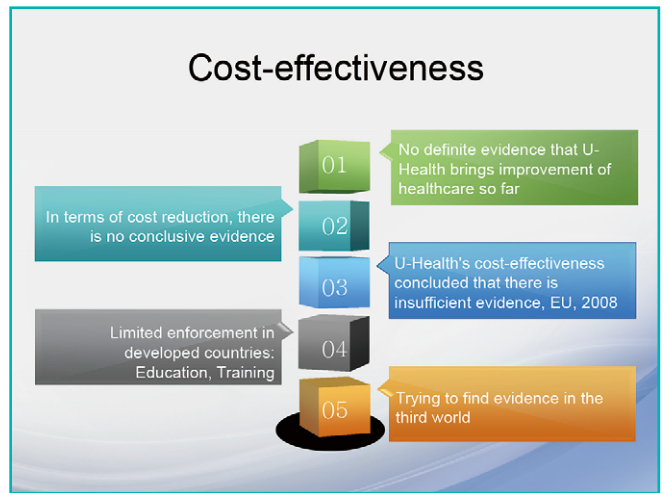 Cost-effectiveness
01
No definite evidence that U-
Health brings improvement of
healthcare so far
02
In terms of cost reduction, there
is no conclusive evidence
03
U-Health's cost-effectiveness
concluded that there is
insufficient evidence, EU, 2008
04
Limited enforcement in
developed countries:
Education, Training
05
Trying to find evidence in the
third world